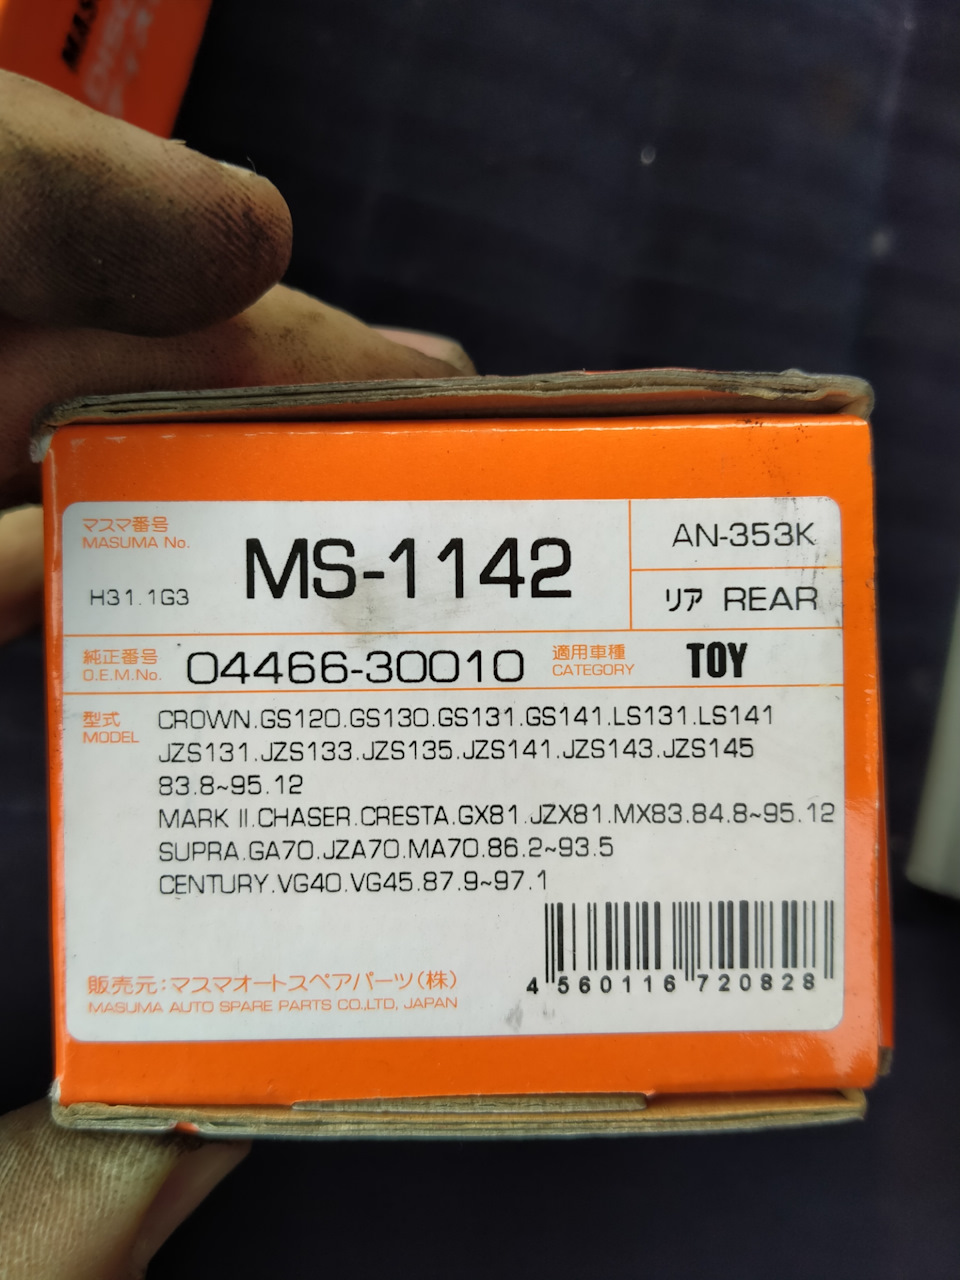 マスマ番号
MASUMA No.
MS-1142
H31.1G3
AN-353K
リア REAR
純正番号
O.E.M.No.
04466-30010
適用車種
CATEGORY
TOY
型式
MODEL
CROWN.GS120.GS130.GS131.GS141.LS131.LS141
JZS131.JZS133.JZS135.JZS141.JZS143.JZS145
83.8~95.12
MARK II.CHASER.CRESTA.GX81.JZX81.MX83.84.8~95.12
SUPRA.GA70.JZA70.MA70.86.2~93.5
CENTURY.VG40.VG45.87.9~97.1
4 560116 720828
販売元:マスマオートスペアパーツ(株)
MASUMA AUTO SPARE PARTS CO.,LTD, JAPAN